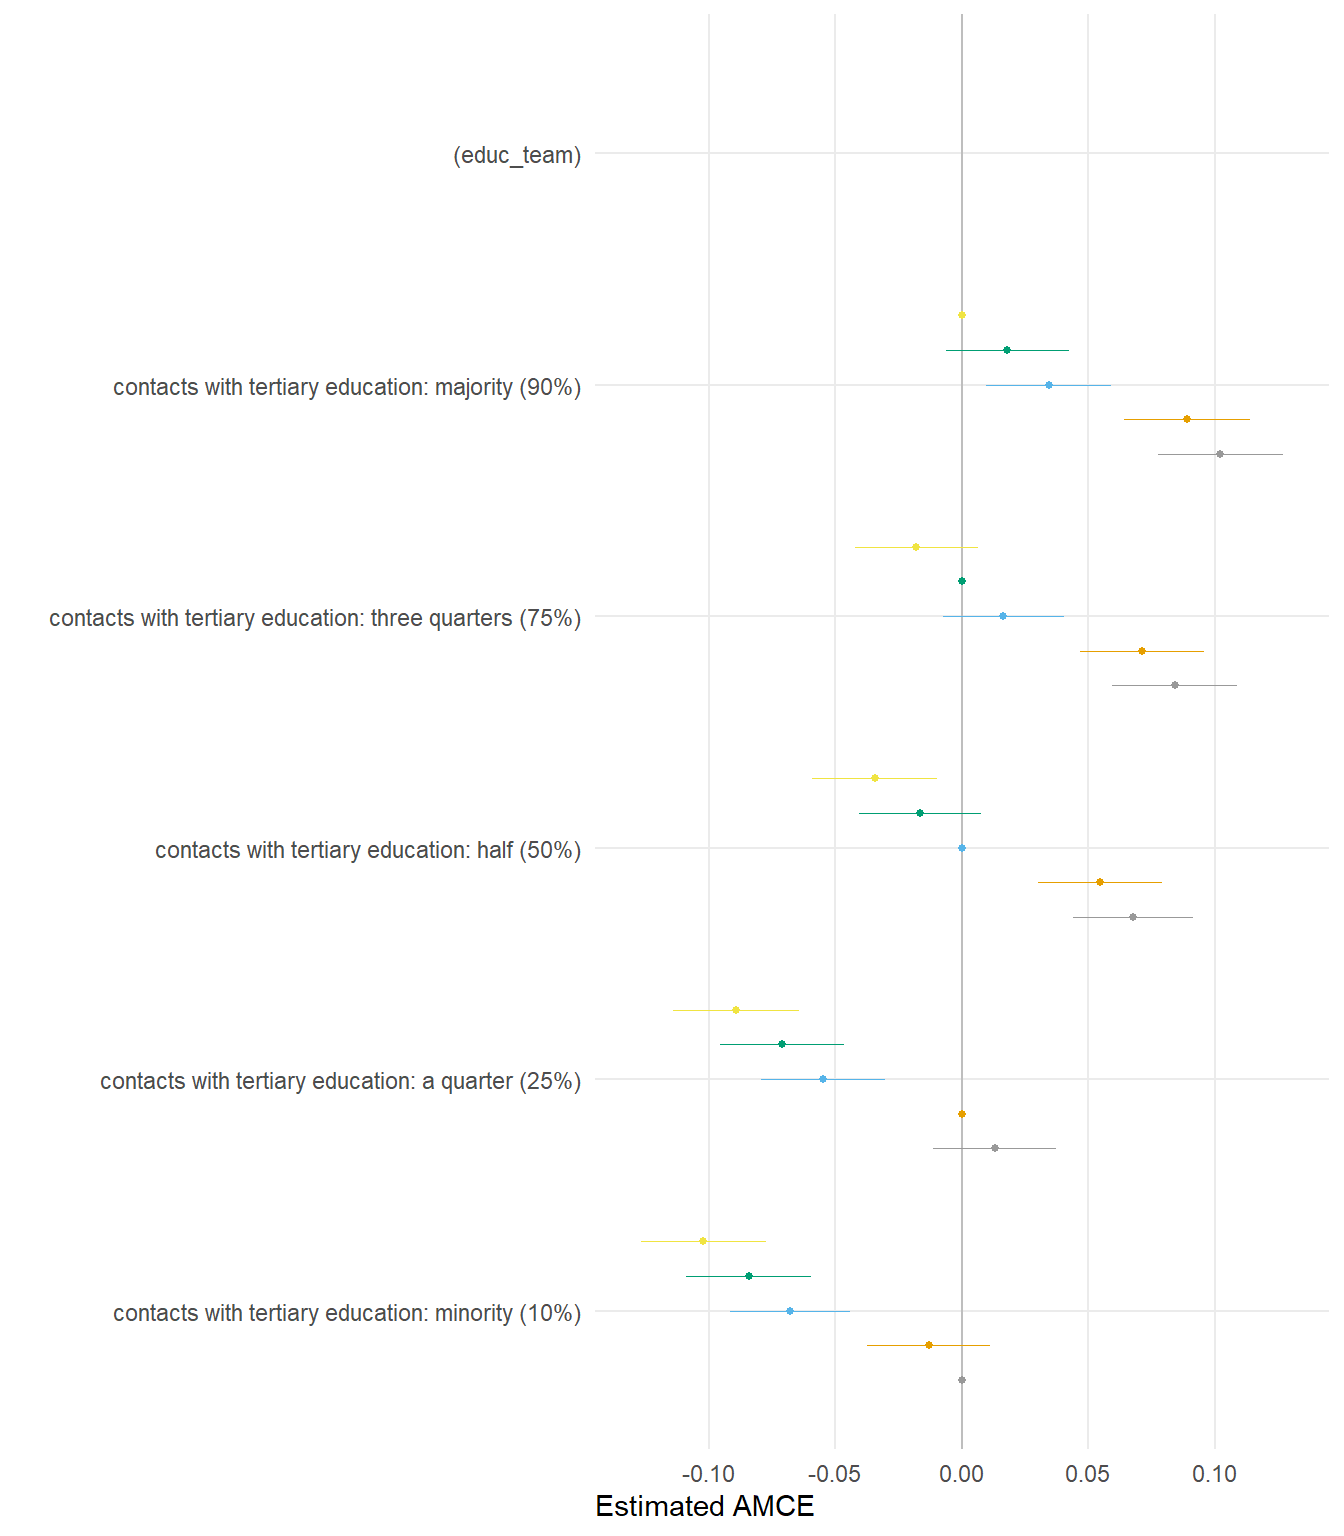 (educ_team)
contacts with tertiary education: majority (90%)
contacts with tertiary education: three quarters (75%)
contacts with tertiary education: half (50%)
contacts with tertiary education: a quarter (25%)
contacts with tertiary education: minority (10%)
-0.10 -0.05 0.00 0.05 0.10
Estimated AMCE